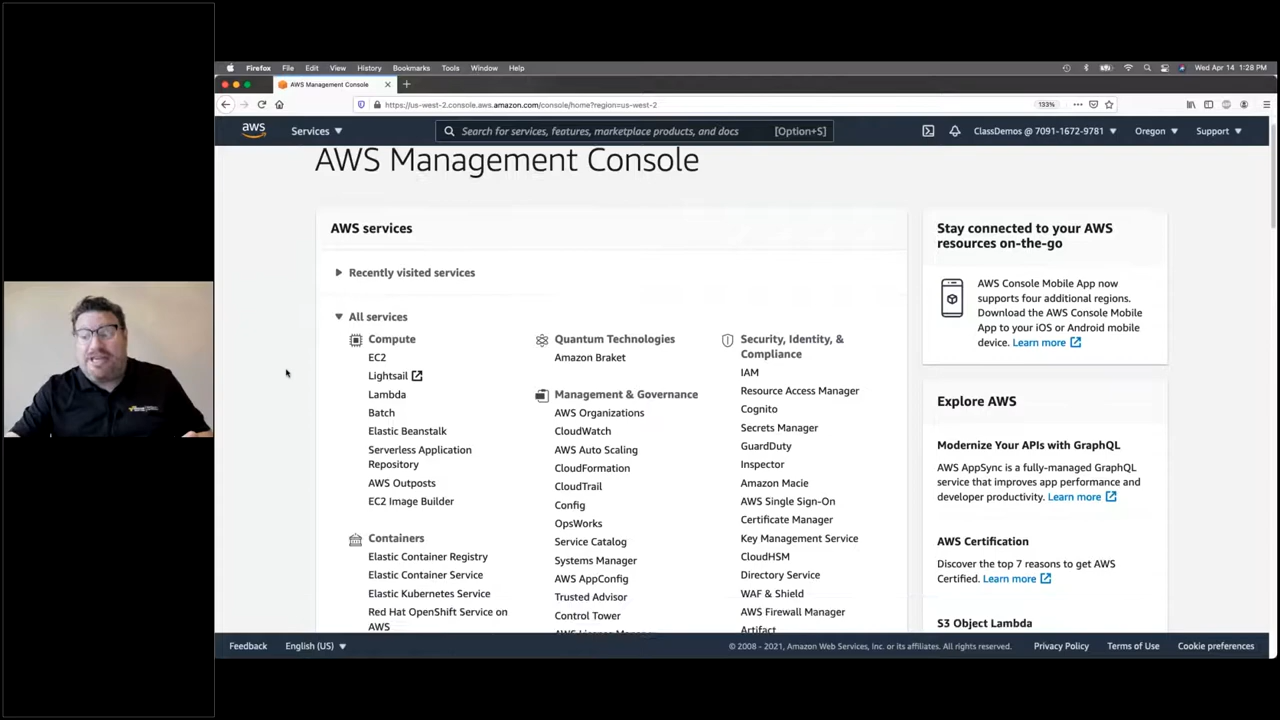 Firefox File Edit View History Bookmarks Tools Window Help
Wed Apr 14 1:28 PM
AWS Management Console
https://us-west-2.console.aws.amazon.com/console/home?region=us-west-2
133%
aws
Services
Search for services, features, marketplace products, and docs [Option+S]
ClassDemos @ 7091-1672-9781
Oregon
Support
AWS Management Console
AWS services
Recently visited services
All services
Compute
EC2
Lightsail
Lambda
Batch
Elastic Beanstalk
Serverless Application
Repository
AWS Outposts
EC2 Image Builder
Containers
Elastic Container Registry
Elastic Container Service
Elastic Kubernetes Service
Red Hat OpenShift Service on
AWS
Quantum Technologies
Amazon Braket
Management & Governance
AWS Organizations
CloudWatch
AWS Auto Scaling
CloudFormation
CloudTrail
Config
OpsWorks
Service Catalog
Systems Manager
AWS AppConfig
Trusted Advisor
Control Tower
AWS License Manager
Security, Identity, &
Compliance
IAM
Resource Access Manager
Cognito
Secrets Manager
GuardDuty
Inspector
Amazon Macie
AWS Single Sign-On
Certificate Manager
Key Management Service
CloudHSM
Directory Service
WAF & Shield
AWS Firewall Manager
Artifact
Stay connected to your AWS
resources on-the-go
AWS Console Mobile App now
supports four additional regions.
Download the AWS Console Mobile
App to your iOS or Android mobile
device. Learn more
Explore AWS
Modernize Your APIs with GraphQL
AWS AppSync is a fully-managed GraphQL
service that improves app performance and
developer productivity. Learn more
AWS Certification
Discover the top 7 reasons to get AWS
Certified. Learn more
S3 Object Lambda
Feedback
English (US)
© 2008 - 2021, Amazon Web Services, Inc. or its affiliates. All rights reserved.
Privacy Policy
Terms of Use
Cookie preferences